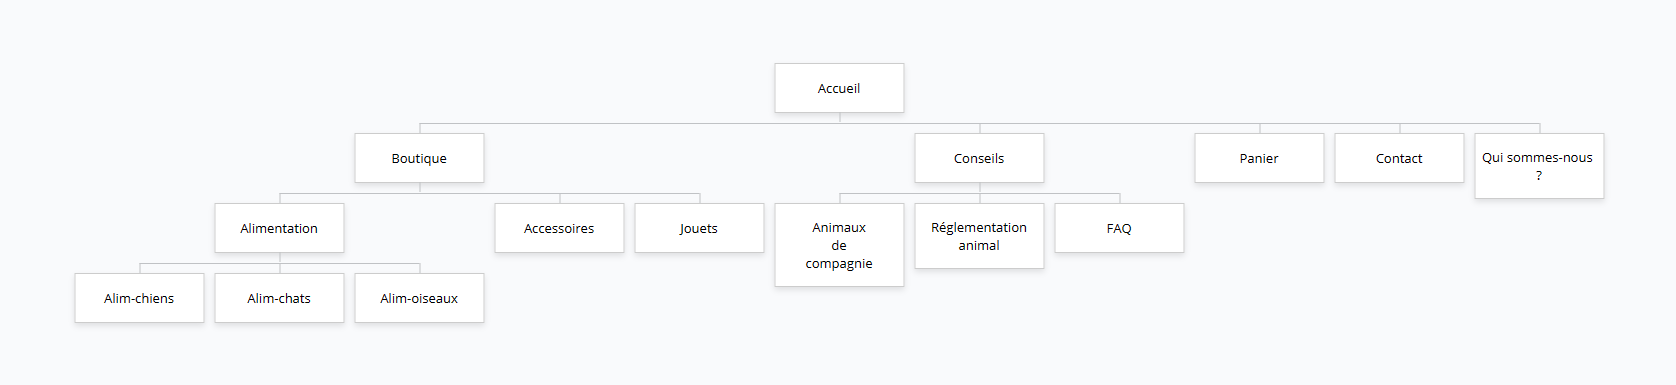 Accueil
Boutique
Conseils
Panier
Contact
Qui sommes-nous
?
Alimentation
Accessoires
Jouets
Animaux
de
compagnie
Réglementation
animal
FAQ
Alim-chiens
Alim-chats
Alim-oiseaux